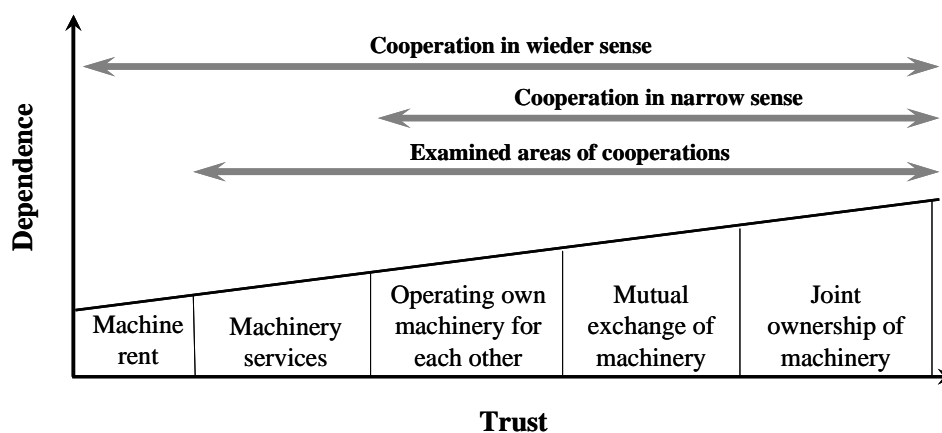 Cooperation in wieder sense
Cooperation in narrow sense
Examined areas of cooperations
Dependence
Machine
rent
Machinery
services
Operating own
machinery for
each other
Mutual
exchange of
machinery
Joint
ownership of
machinery
Trust